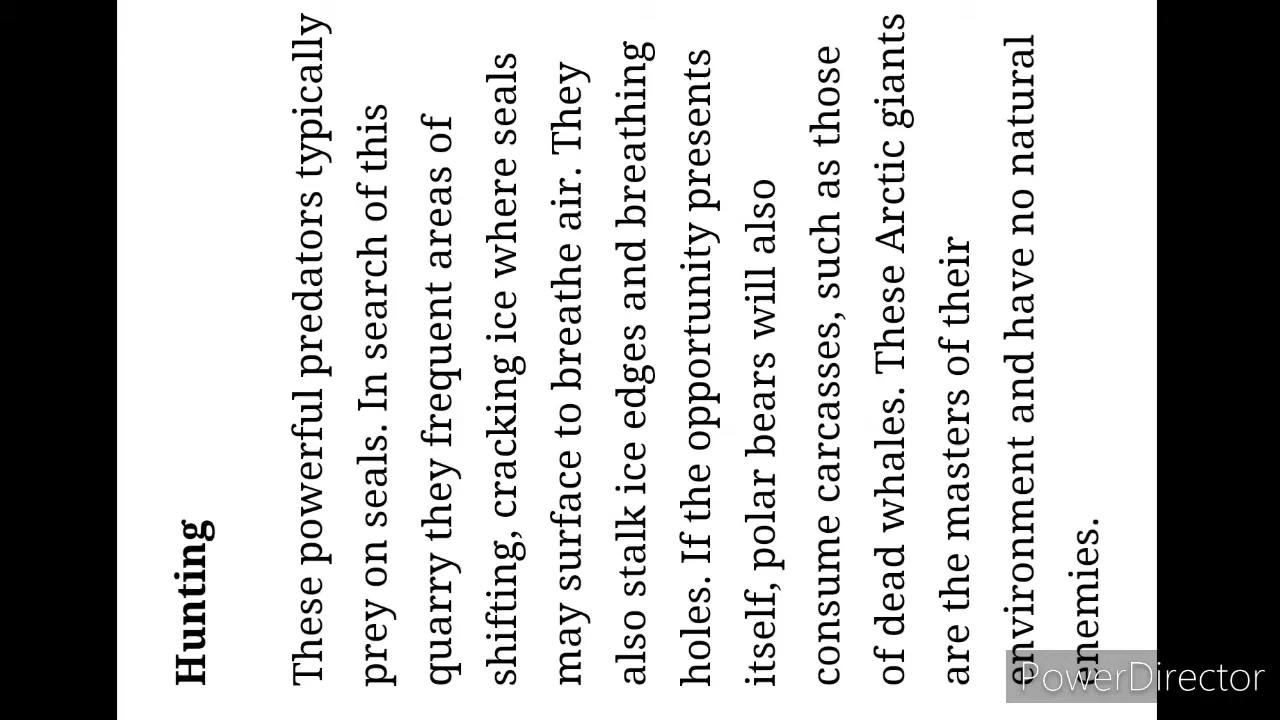 Hunting
These powerful predators typically
prey on seals. In search of this
quarry they frequent areas of
shifting, cracking ice where seals
may surface to breathe air. They
also stalk ice edges and breathing
holes. If the opportunity presents
itself, polar bears will also
consume carcasses, such as those
of dead whales. These Arctic giants
are the masters of their
environment and have no natural
enemies.
PowerDirector